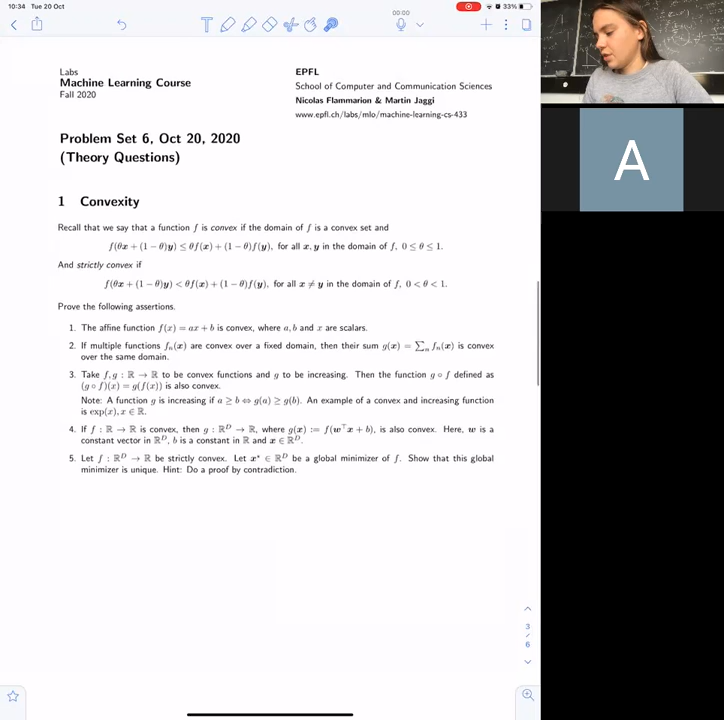 10:34 Tue 20 Oct
33%
00:00
Labs
Machine Learning Course
Fall 2020
EPFL
School of Computer and Communication Sciences
Nicolas Flammarion & Martin Jaggi
www.epfl.ch/labs/mlo/machine-learning-cs-433
Problem Set 6, Oct 20, 2020
(Theory Questions)
1 Convexity
Recall that we say that a function f is convex if the domain of f is a convex set and
f(θx + (1 − θ)y) ≤ θf(x) + (1 − θ)f(y), for all x, y in the domain of f, 0 ≤ θ ≤ 1.
And strictly convex if
f(θx + (1 − θ)y) < θf(x) + (1 − θ)f(y), for all x ≠ y in the domain of f, 0 < θ < 1.
Prove the following assertions.
1. The affine function f(x) = ax + b is convex, where a, b and x are scalars.
2. If multiple functions fₙ(x) are convex over a fixed domain, then their sum g(x) = ∑ₙ fₙ(x) is convex
over the same domain.
3. Take f, g : ℝ → ℝ to be convex functions and g to be increasing. Then the function g ∘ f defined as
(g ∘ f)(x) = g(f(x)) is also convex.
Note: A function g is increasing if a ≥ b ⇔ g(a) ≥ g(b). An example of a convex and increasing function
is exp(x), x ∈ ℝ.
4. If f : ℝ → ℝ is convex, then g : ℝᴰ → ℝ, where g(x) := f(w⊤x + b), is also convex. Here, w is a
constant vector in ℝᴰ, b is a constant in ℝ and x ∈ ℝᴰ.
5. Let f : ℝᴰ → ℝ be strictly convex. Let x⋆ ∈ ℝᴰ be a global minimizer of f. Show that this global
minimizer is unique. Hint: Do a proof by contradiction.
3
/
6
A